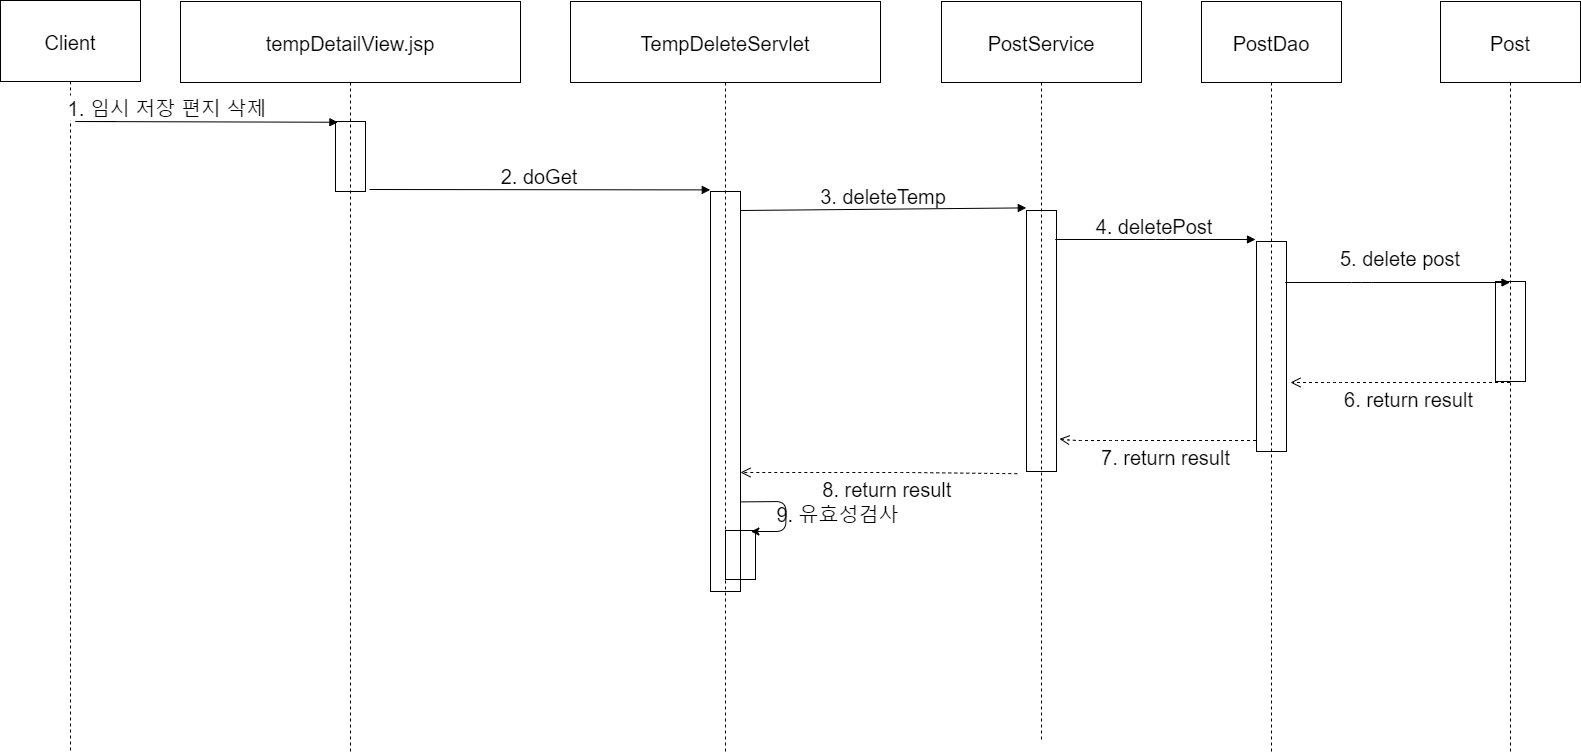 Client
tempDetailView.jsp
TempDeleteServlet
PostService
PostDao
Post
1. 임시 저장 편지 삭제
2. doGet
3. deleteTemp
4. deletePost
5. delete post
6. return result
7. return result
8. return result
9. 유효성검사